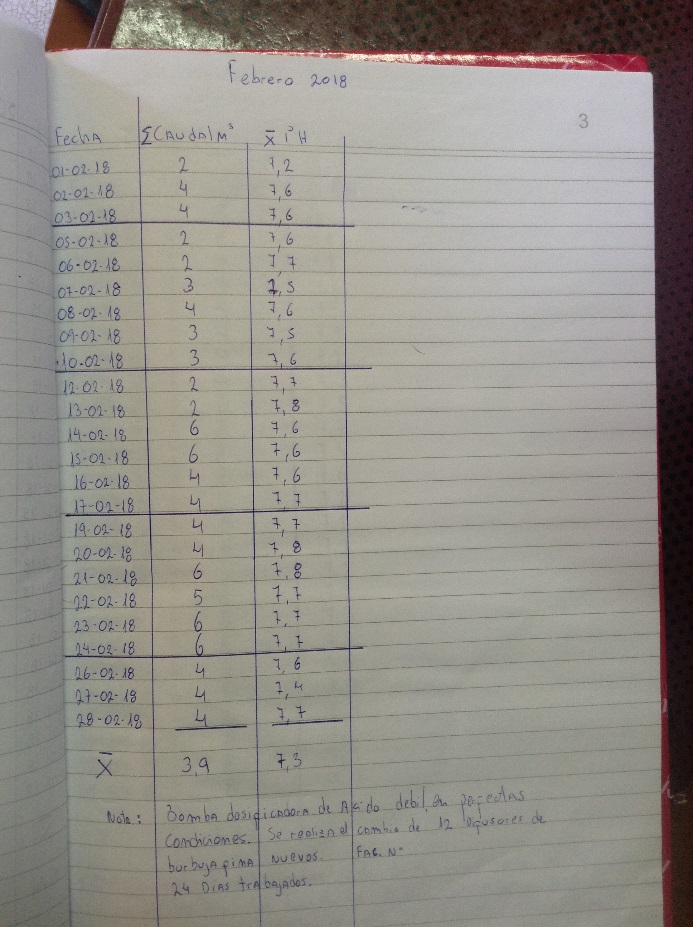 Febrero 2018
3
Fecha ΣCAUdAl M³ X̄ PH
01-02-18 2 7,2
02-02-18 4 7,6
03-02-18 4 7,6
05-02-18 2 7,6
06-02-18 2 7,7
07-02-18 3 7,5
08-02-18 4 7,6
09-02-18 3 7,5
10-02-18 3 7,6
12-02-18 2 7,7
13-02-18 2 7,8
14-02-18 6 7,6
15-02-18 6 7,6
16-02-18 4 7,6
17-02-18 4 7,7
19-02-18 4 7,7
20-02-18 4 7,8
21-02-18 6 7,8
22-02-18 5 7,7
23-02-18 6 7,7
24-02-18 6 7,7
26-02-18 4 7,6
27-02-18 4 7,4
28-02-18 4 7,7
X̄ 3,9 7,3
Nota: Bomba dosificadora de Acido debil en perfectas
Condiciones. Se realiza el cambio de 12 difusores de
burbuja fina nuevos. FAC. N°
24 Dias trabajados.